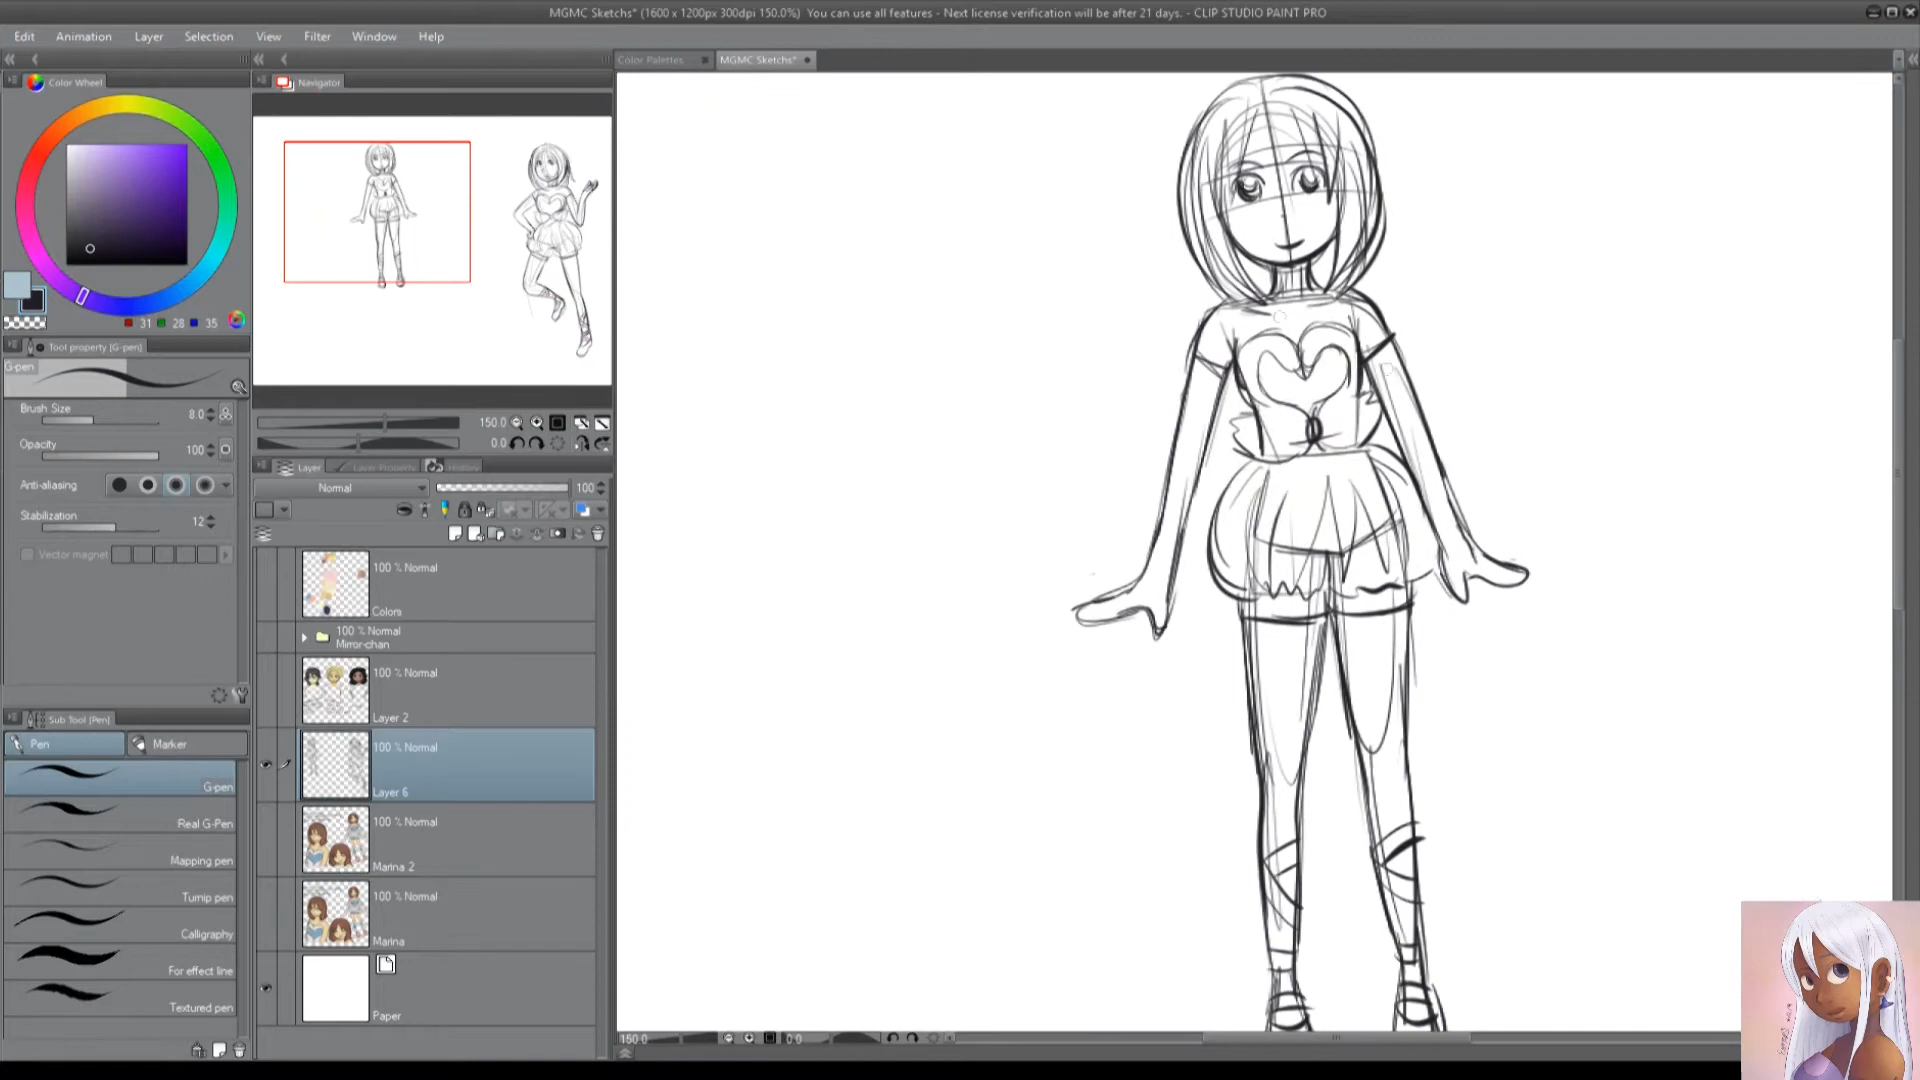 MGMC Sketchs* (1600 x 1200px 300dpi 150.0%) You can use all features - Next license verification will be after 21 days. - CLIP STUDIO PAINT PRO
Edit Animation Layer Selection View Filter Window Help
Color Palettes MGMC Sketchs*
Color Wheel
Navigator
31 28 35
Tool property [G-pen]
G-pen
Brush Size 8.0
Opacity 100
Anti-aliasing
Stabilization 12
Vector magnet
150.0
0.0
Layer Layer Property History
Normal 100
100 % Normal
Colors
100 % Normal
Mirror-chan
100 % Normal
Layer 2
100 % Normal
Layer 6
100 % Normal
Marina 2
100 % Normal
Marina
Paper
Sub Tool [Pen]
Pen Marker
G-pen
Real G-Pen
Mapping pen
Turnip pen
Calligraphy
For effect line
Textured pen
150.0 0.0